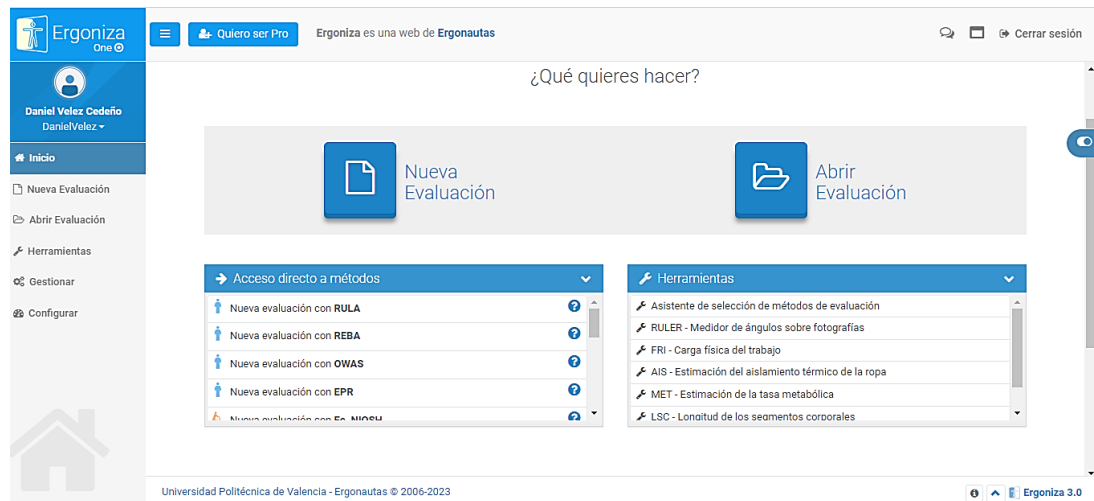 Ergoniza
One
Quiero ser Pro
Ergoniza es una web de Ergonautas
Cerrar sesión
Daniel Velez Cedeño
DanielVelez
Inicio
Nueva Evaluación
Abrir Evaluación
Herramientas
Gestionar
Configurar
¿Qué quieres hacer?
Nueva
Evaluación
Abrir
Evaluación
Acceso directo a métodos
Nueva evaluación con RULA
Nueva evaluación con REBA
Nueva evaluación con OWAS
Nueva evaluación con EPR
Nueva evaluación con Ec. NIOSH
Herramientas
Asistente de selección de métodos de evaluación
RULER - Medidor de ángulos sobre fotografías
FRI - Carga física del trabajo
AIS - Estimación del aislamiento térmico de la ropa
MET - Estimación de la tasa metabólica
LSC - Longitud de los segmentos corporales
Universidad Politécnica de Valencia - Ergonautas © 2006-2023
Ergoniza 3.0